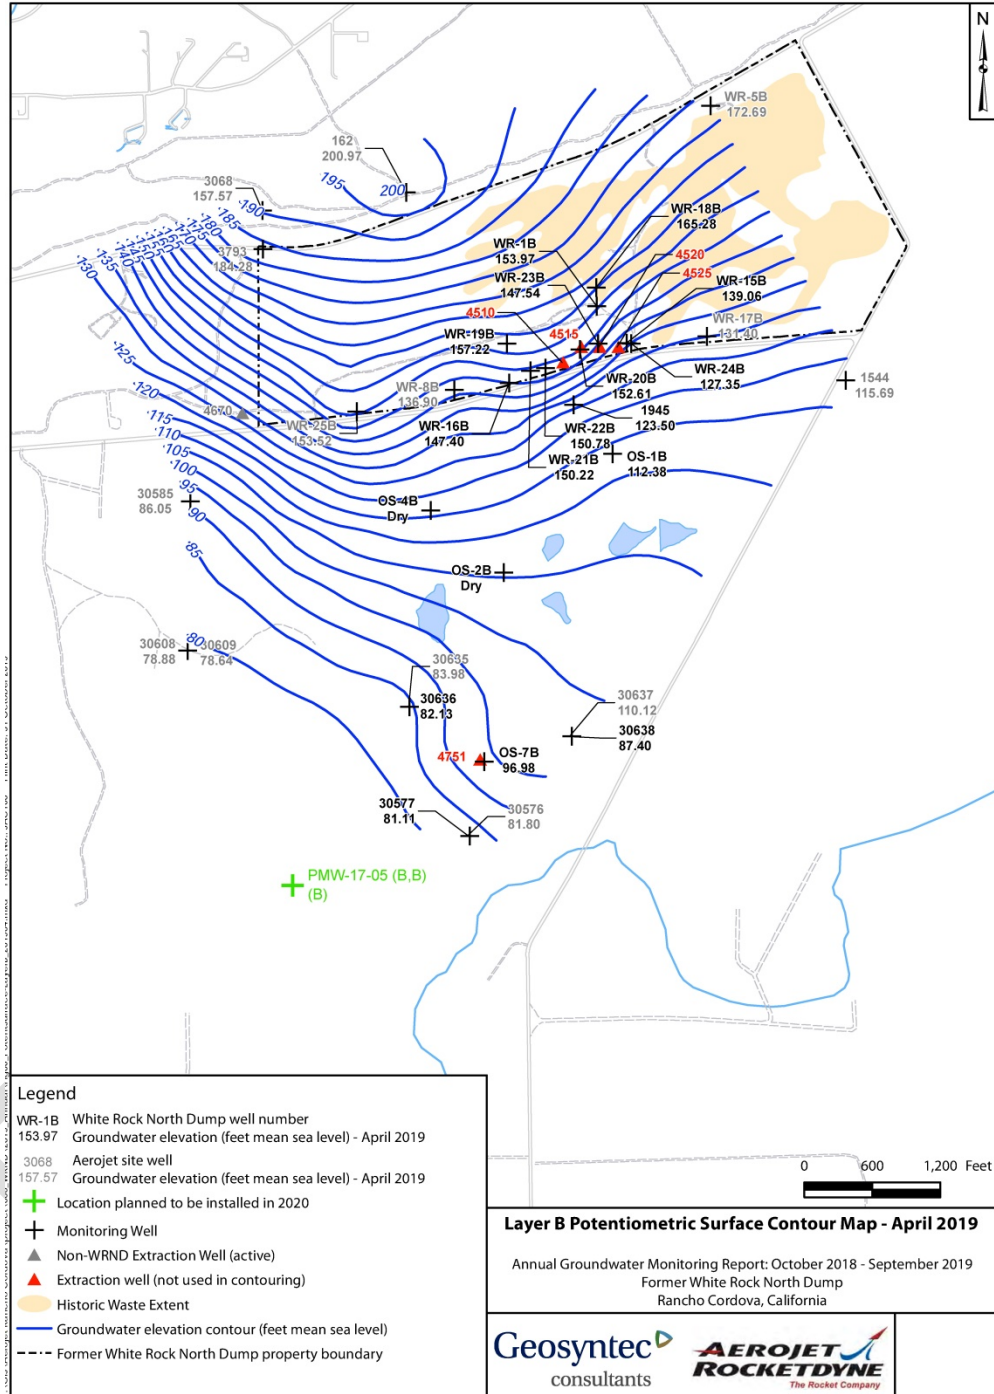 N
WR-5B
172.69
162
200.97
195
200
3068
157.57
190
185
180
175
170
165
160
155
150
145
140
135
130
3793
184.28
WR-18B
165.28
WR-1B
153.97
4520
WR-23B
147.54
4525
WR-15B
139.06
4510
4515
WR-17B
131.40
WR-19B
157.22
125
WR-8B
136.90
WR-20B
152.61
WR-24B
127.35
1544
115.69
120
4670
115
WR-25B
153.52
WR-16B
147.40
1945
123.50
WR-22B
150.78
110
105
OS-1B
112.38
WR-21B
150.22
100
95
30585
86.05
OS-4B
Dry
90
85
OS-2B
Dry
80
30608
78.88
30609
78.64
30635
83.98
30636
82.13
30637
110.12
30638
87.40
4751
OS-7B
96.98
30577
81.11
30576
81.80
PMW-17-05 (B,B)
(B)
Legend
WR-1B White Rock North Dump well number
153.97 Groundwater elevation (feet mean sea level) - April 2019
3068 Aerojet site well
157.57 Groundwater elevation (feet mean sea level) - April 2019
Location planned to be installed in 2020
Monitoring Well
Non-WRND Extraction Well (active)
Extraction well (not used in contouring)
Historic Waste Extent
Groundwater elevation contour (feet mean sea level)
Former White Rock North Dump property boundary
0 600 1,200 Feet
Layer B Potentiometric Surface Contour Map - April 2019
Annual Groundwater Monitoring Report: October 2018 - September 2019
Former White Rock North Dump
Rancho Cordova, California
Geosyntec
consultants
AEROJET
ROCKETDYNE
The Rocket Company